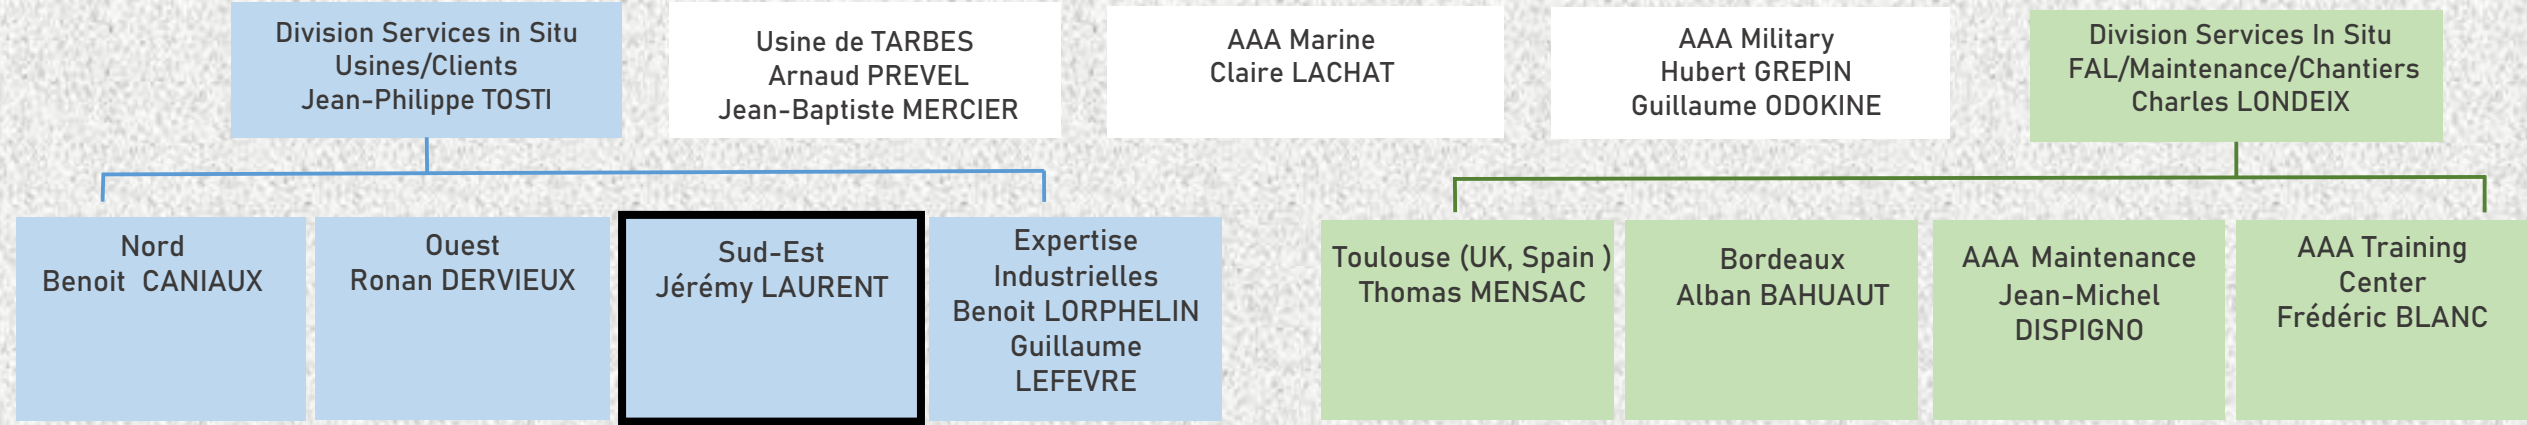 Division Services in Situ
Usines/Clients
Jean-Philippe TOSTI
Usine de TARBES
Arnaud PREVEL
Jean-Baptiste MERCIER
AAA Marine
Claire LACHAT
AAA Military
Hubert GREPIN
Guillaume ODOKINE
Division Services In Situ
FAL/Maintenance/Chantiers
Charles LONDEIX
Nord
Benoit CANIAUX
Ouest
Ronan DERVIEUX
Sud-Est
Jérémy LAURENT
Expertise
Industrielles
Benoit LORPHELIN
Guillaume
LEFEVRE
Toulouse (UK, Spain )
Thomas MENSAC
Bordeaux
Alban BAHUAUT
AAA Maintenance
Jean-Michel
DISPIGNO
AAA Training
Center
Frédéric BLANC